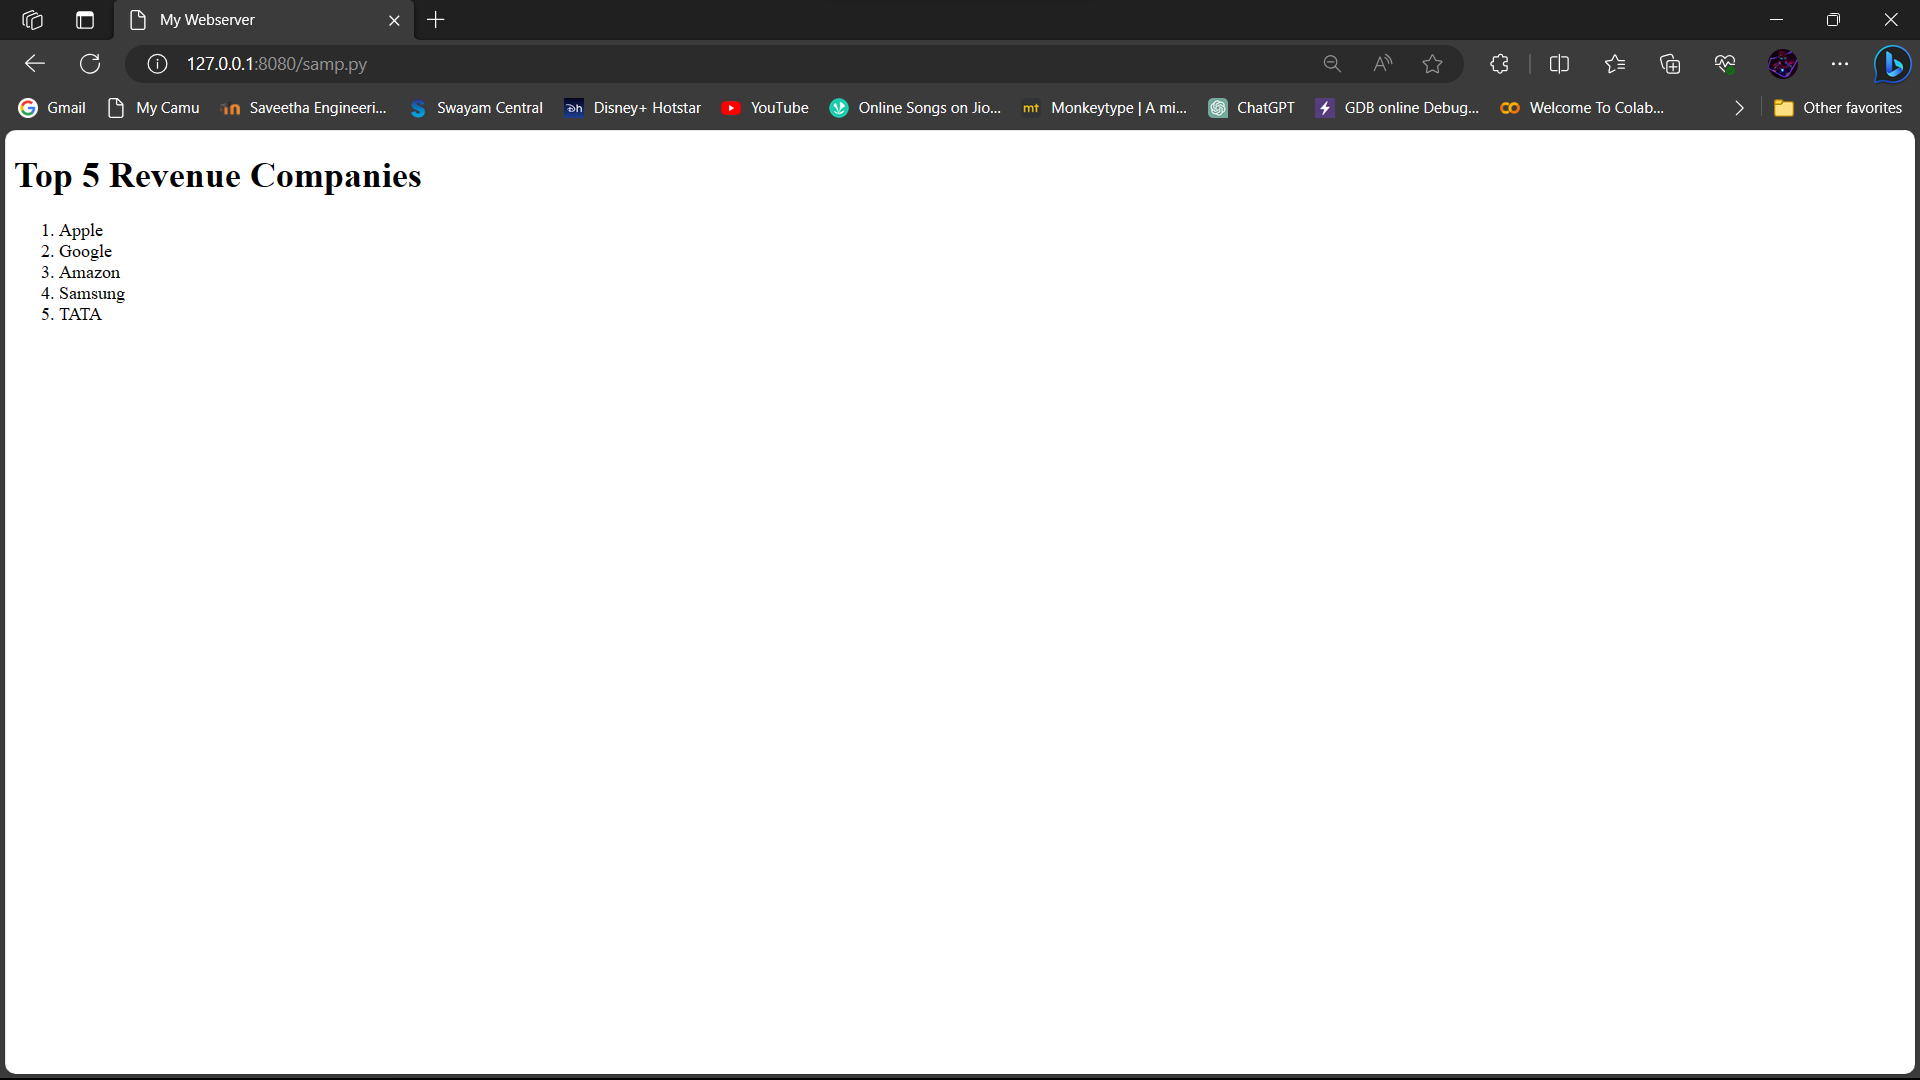 My Webserver
127.0.0.1:8080/samp.py
Gmail My Camu Saveetha Engineeri... Swayam Central Disney+ Hotstar YouTube Online Songs on Jio... mt Monkeytype | A mi... ChatGPT GDB online Debug... Welcome To Colab... Other favorites
Top 5 Revenue Companies
1. Apple
2. Google
3. Amazon
4. Samsung
5. TATA